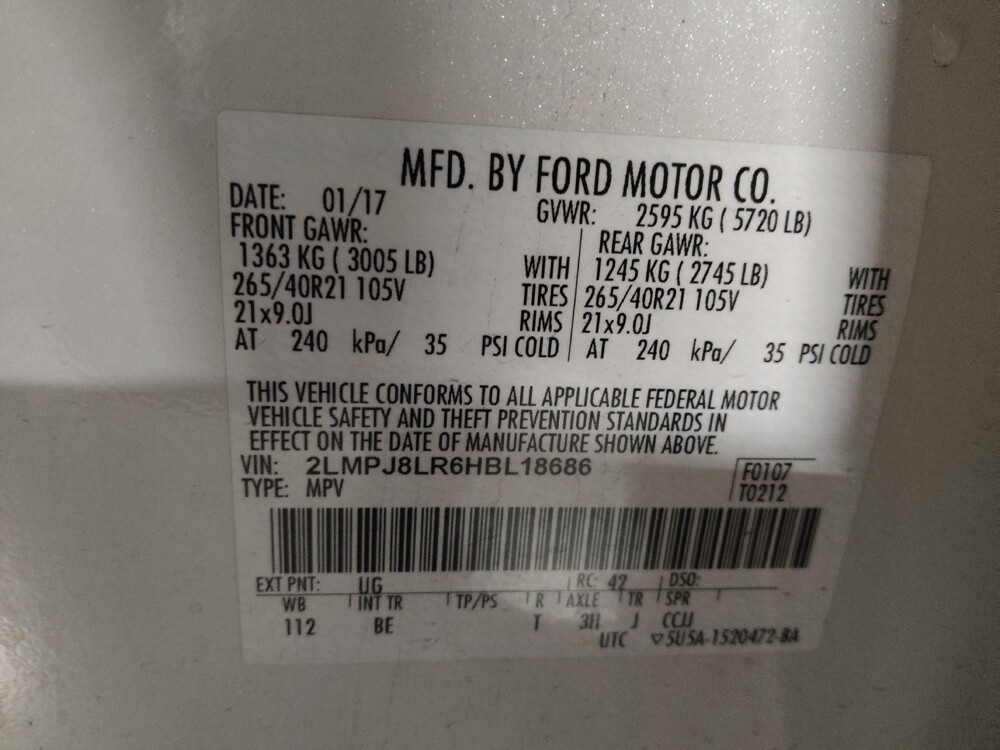 MFD. BY FORD MOTOR CO.
DATE: 01/17 GVWR: 2595 KG ( 5720 LB)
FRONT GAWR: REAR GAWR:
1363 KG ( 3005 LB) WITH 1245 KG ( 2745 LB) WITH
265/40R21 105V TIRES 265/40R21 105V TIRES
21x9.0J RIMS 21x9.0J RIMS
AT 240 kPa/ 35 PSI COLD AT 240 kPa/ 35 PSI COLD
THIS VEHICLE CONFORMS TO ALL APPLICABLE FEDERAL MOTOR
VEHICLE SAFETY AND THEFT PREVENTION STANDARDS IN
EFFECT ON THE DATE OF MANUFACTURE SHOWN ABOVE.
VIN: 2LMPJ8LR6HBL18686 F0107
TYPE: MPV T0212
EXT PNT: UG RC: 42 DSO:
WB INT TR TP/PS R AXLE TR SPR
112 BE T 3H J CCJJ
UTC ▽5U5A-1520472-BA